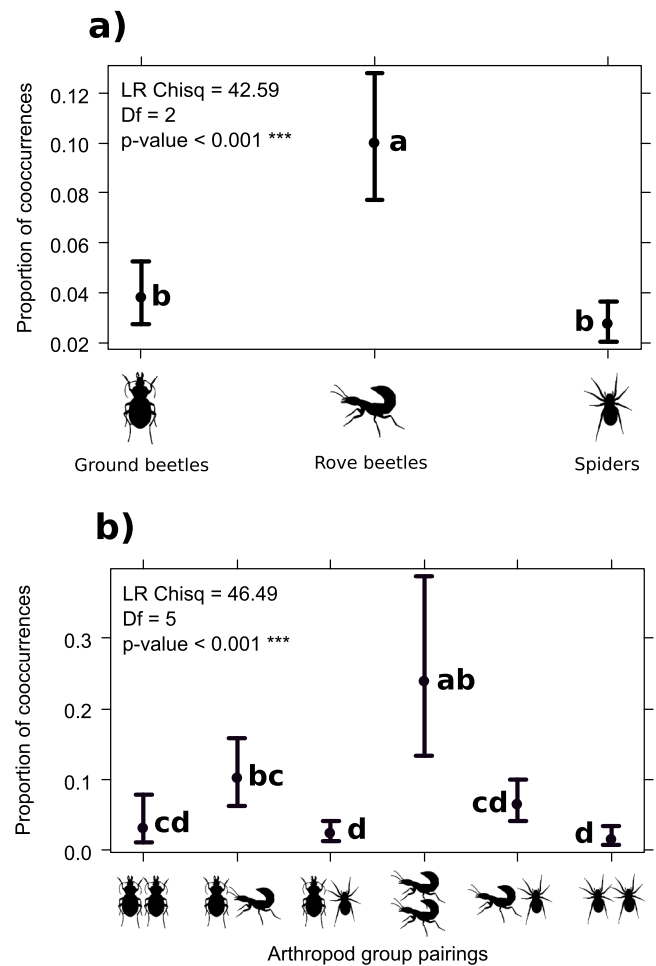 a)
LR Chisq = 42.59
Df = 2
p-value < 0.001 ***
Proportion of cooccurrences
0.12
0.10
0.08
0.06
0.04
0.02
a
b
b
Ground beetles
Rove beetles
Spiders
b)
LR Chisq = 46.49
Df = 5
p-value < 0.001 ***
Proportion of cooccurrences
0.3
0.2
0.1
0.0
cd
bc
d
ab
cd
d
Arthropod group pairings